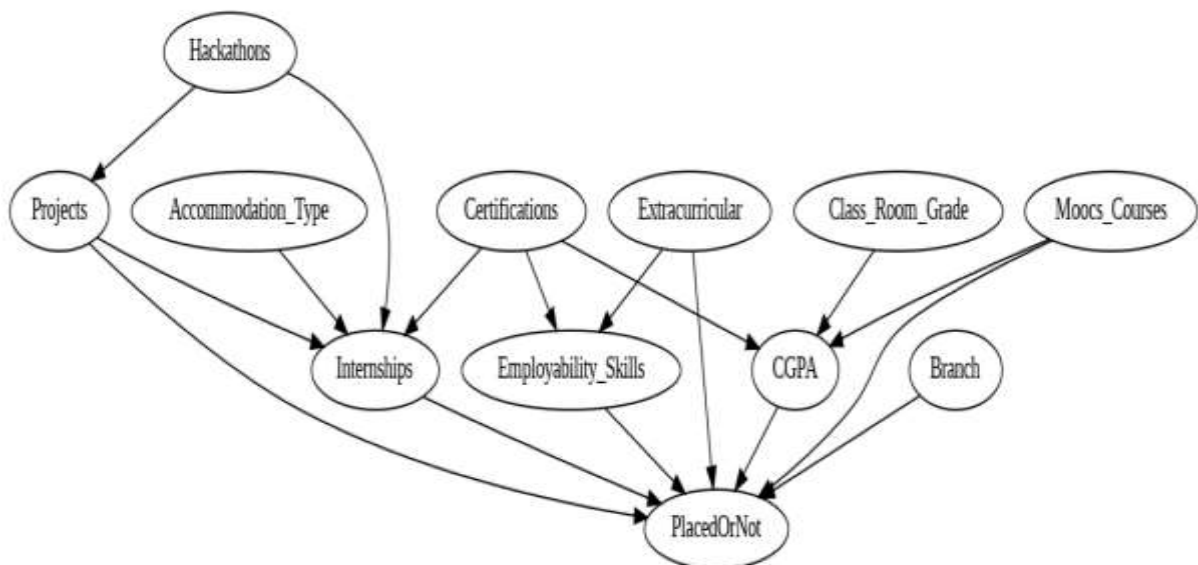 Hackathons
Projects
Accommodation_Type
Certifications
Extracurricular
Class_Room_Grade
Moocs_Courses
Internships
Employability_Skills
CGPA
Branch
PlacedOrNot